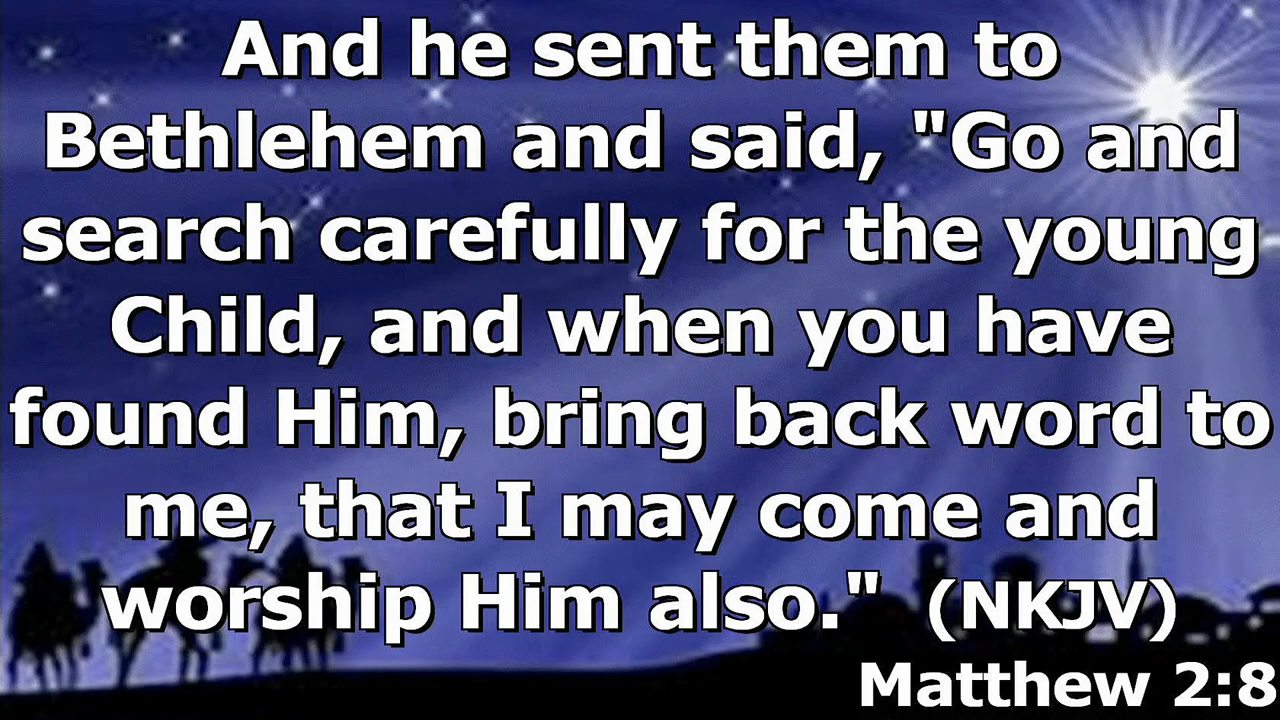 And he sent them to
Bethlehem and said, "Go and
search carefully for the young
Child, and when you have
found Him, bring back word to
me, that I may come and
worship Him also." (NKJV)
Matthew 2:8